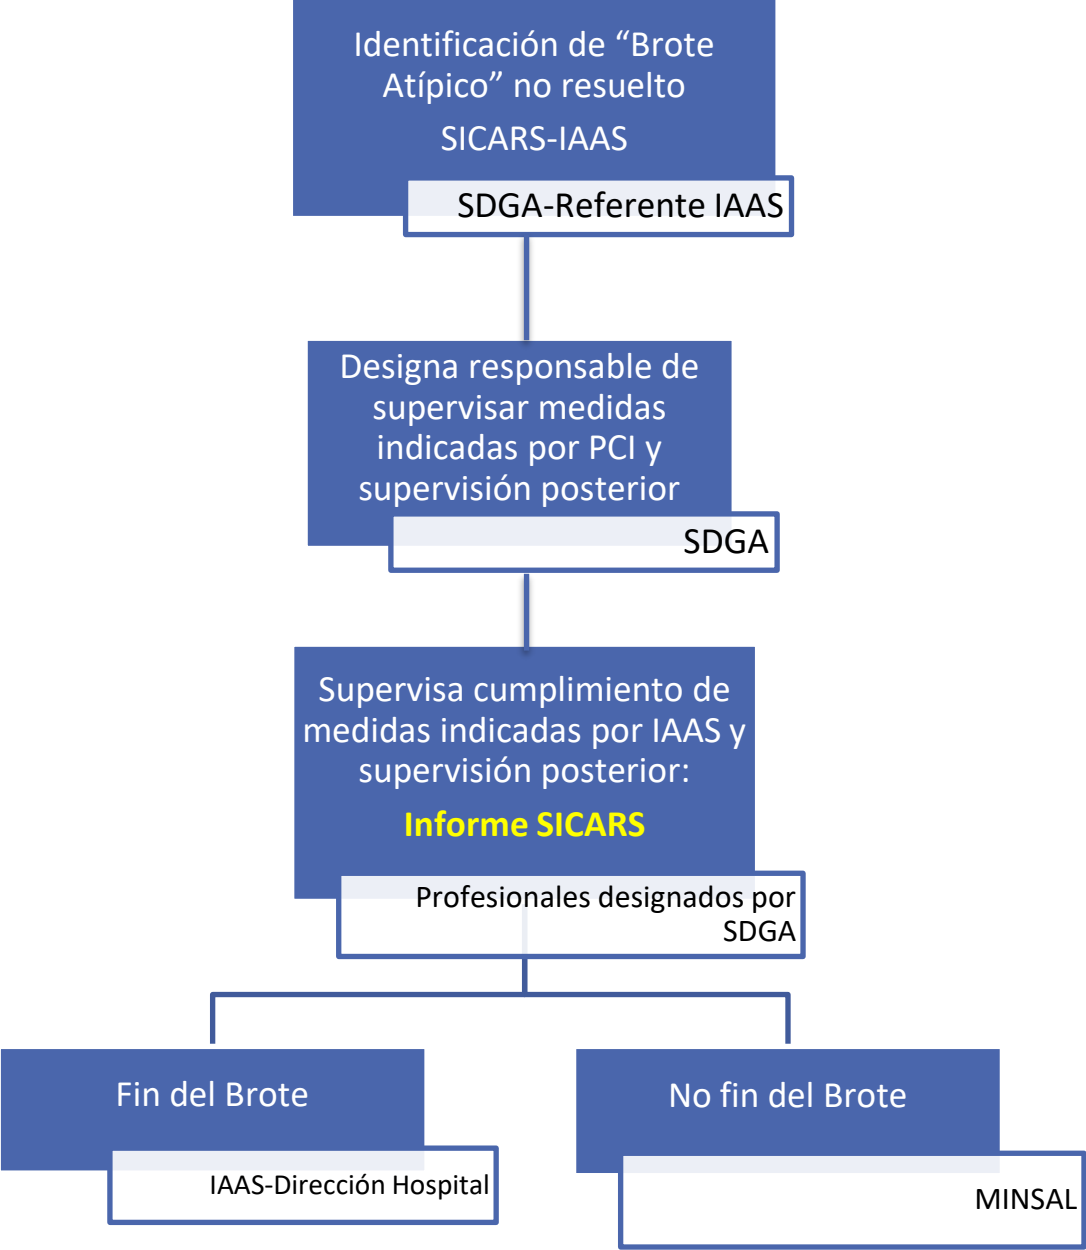 Identificación de “Brote
Atípico” no resuelto
SICARS-IAAS
SDGA-Referente IAAS
Designa responsable de
supervisar medidas
indicadas por PCI y
supervisión posterior
SDGA
Supervisa cumplimiento de
medidas indicadas por IAAS y
supervisión posterior:
Informe SICARS
Profesionales designados por
SDGA
Fin del Brote
IAAS-Dirección Hospital
No fin del Brote
MINSAL